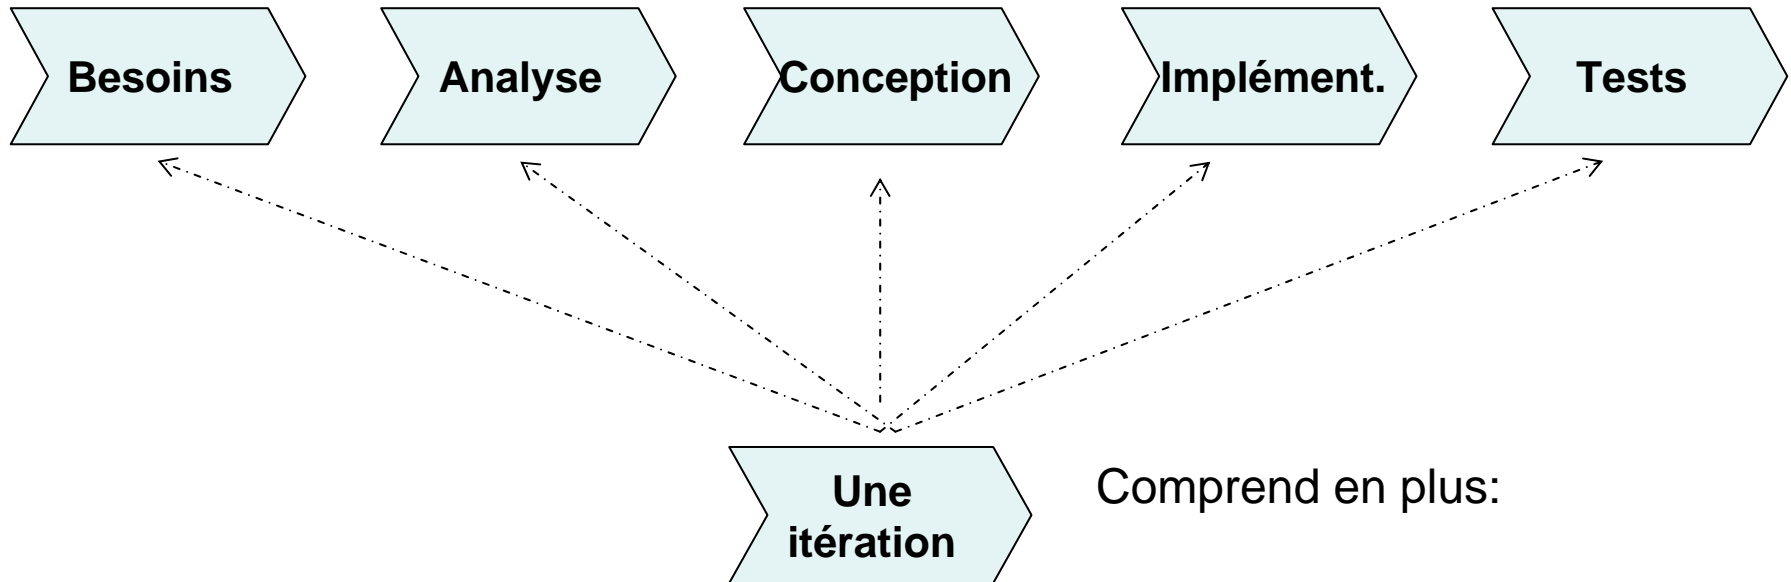 Besoins
Analyse
Conception
Implément.
Tests
Une
itération
Comprend en plus: